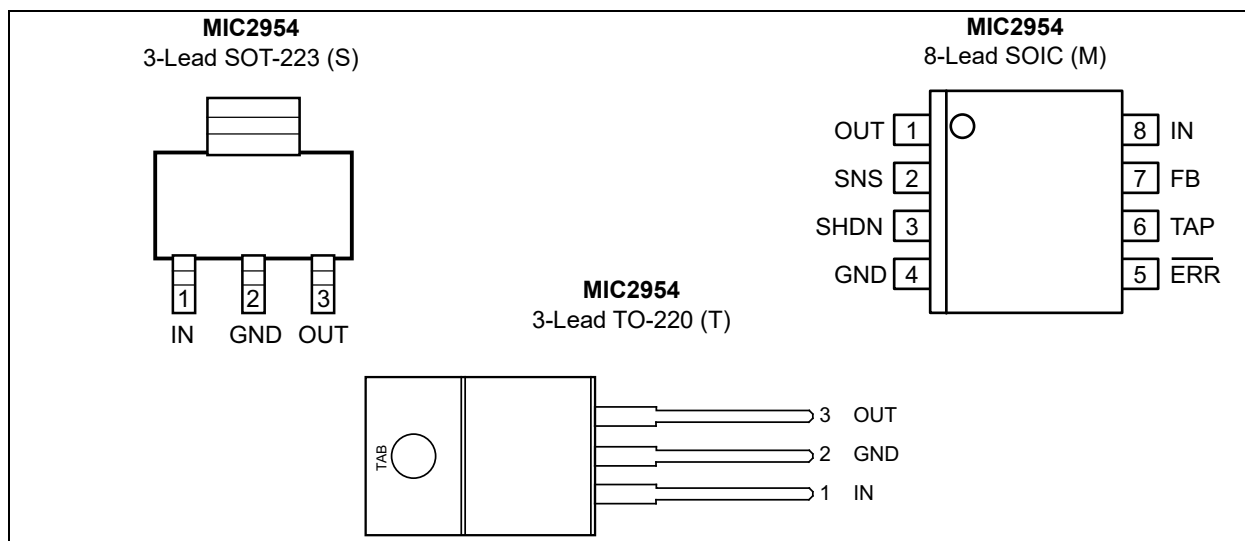 MIC2954
3-Lead SOT-223 (S)
1 2 3
IN GND OUT
MIC2954
8-Lead SOIC (M)
OUT 1 8 IN
SNS 2 7 FB
SHDN 3 6 TAP
GND 4 5 E̅R̅R̅
MIC2954
3-Lead TO-220 (T)
TAB
3 OUT
2 GND
1 IN